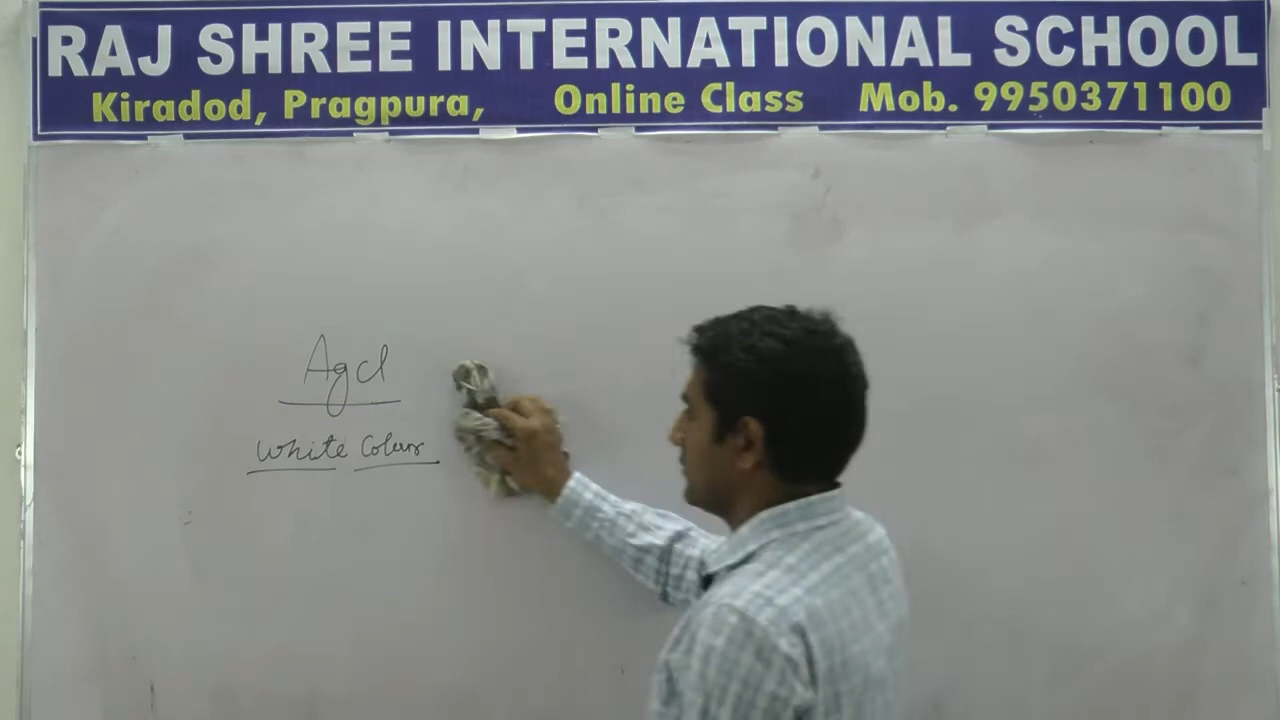 RAJ SHREE INTERNATIONAL SCHOOL
Kiradod, Pragpura, Online Class Mob. 9950371100
Agcl
White Colour